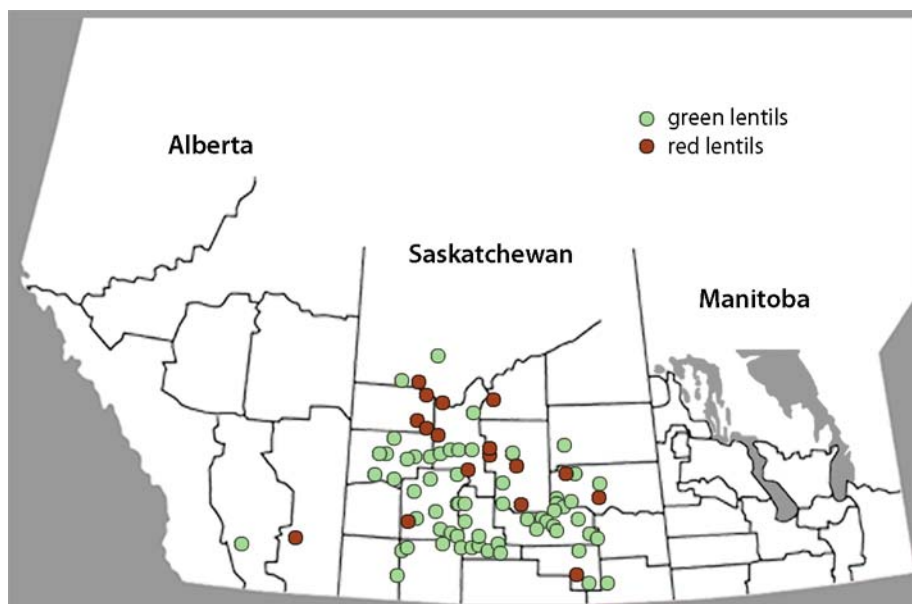 green lentils
red lentils
Alberta
Saskatchewan
Manitoba